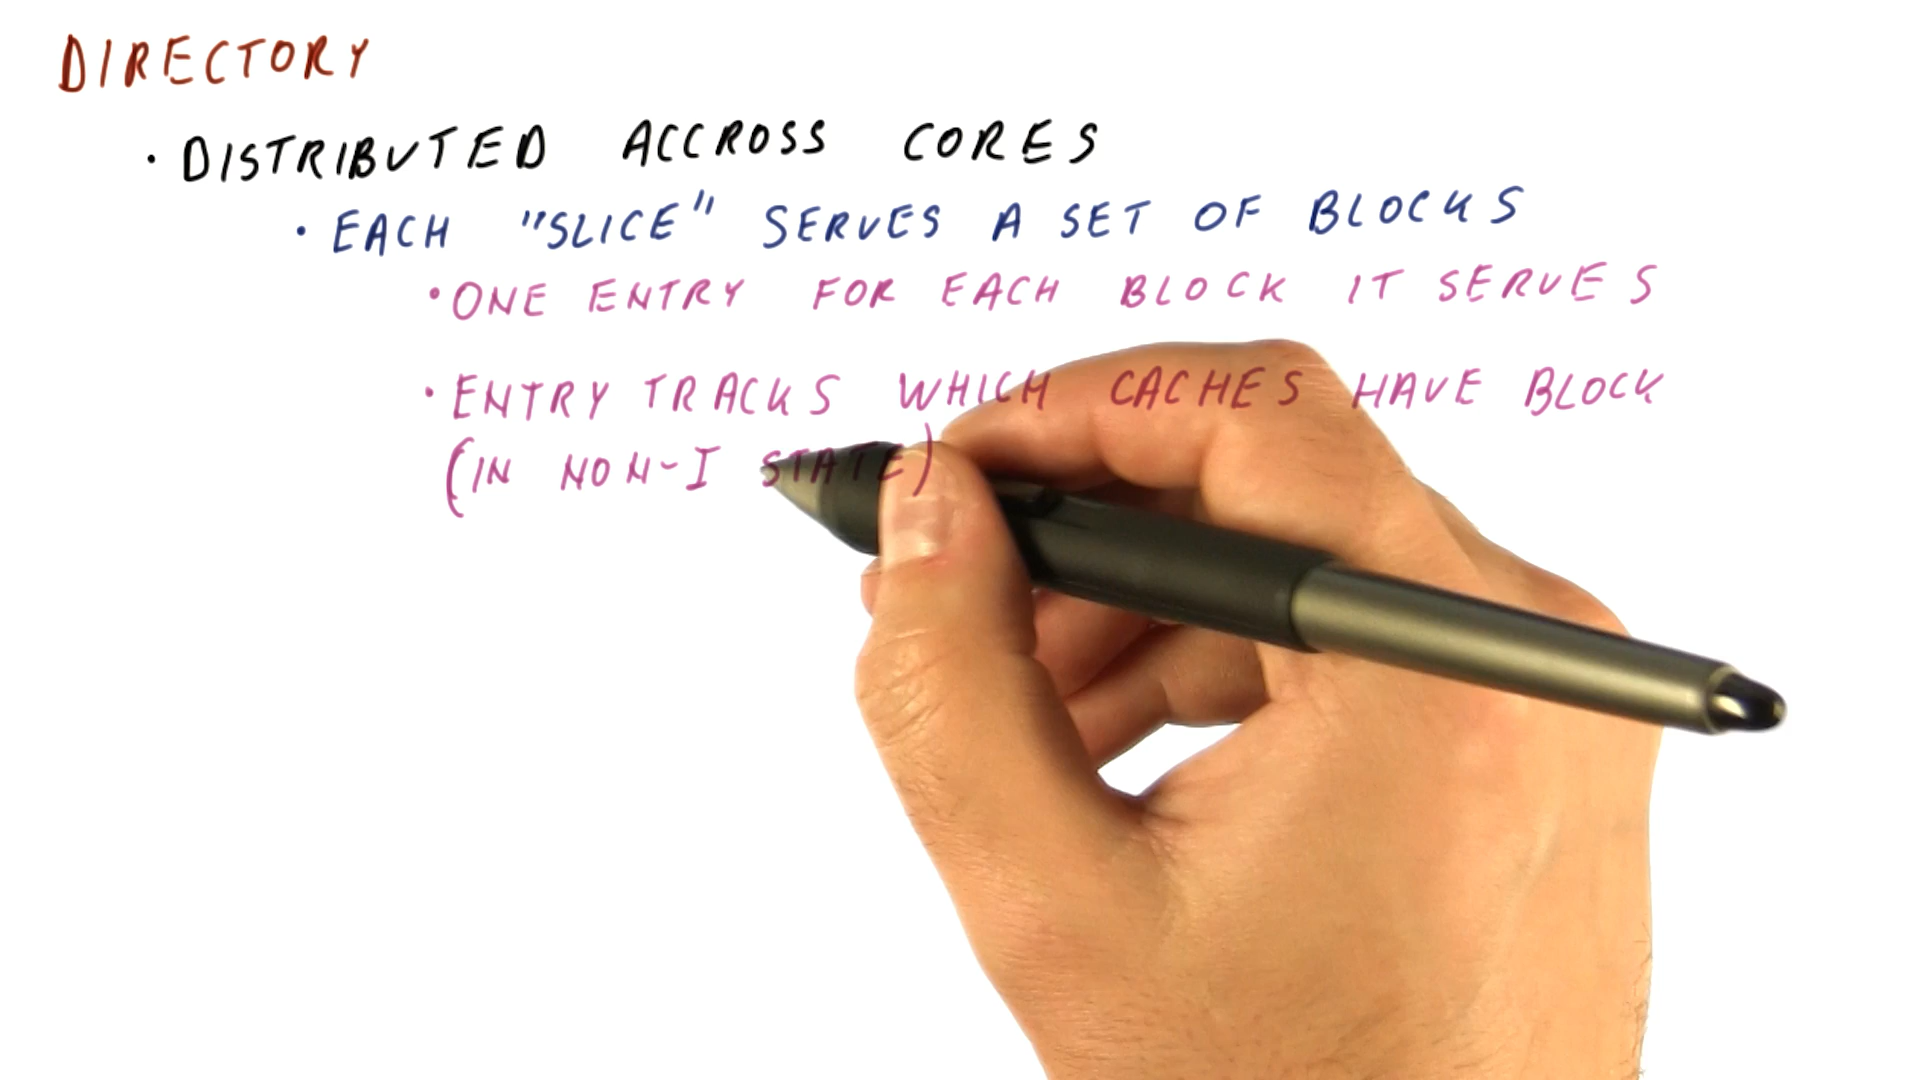 DIRECTORY
· DISTRIBUTED ACCROSS CORES
· EACH "SLICE" SERVES A SET OF BLOCKS
· ONE ENTRY FOR EACH BLOCK IT SERVES
· ENTRY TRACKS WHICH CACHES HAVE BLOCK
(IN NON-I STATE)